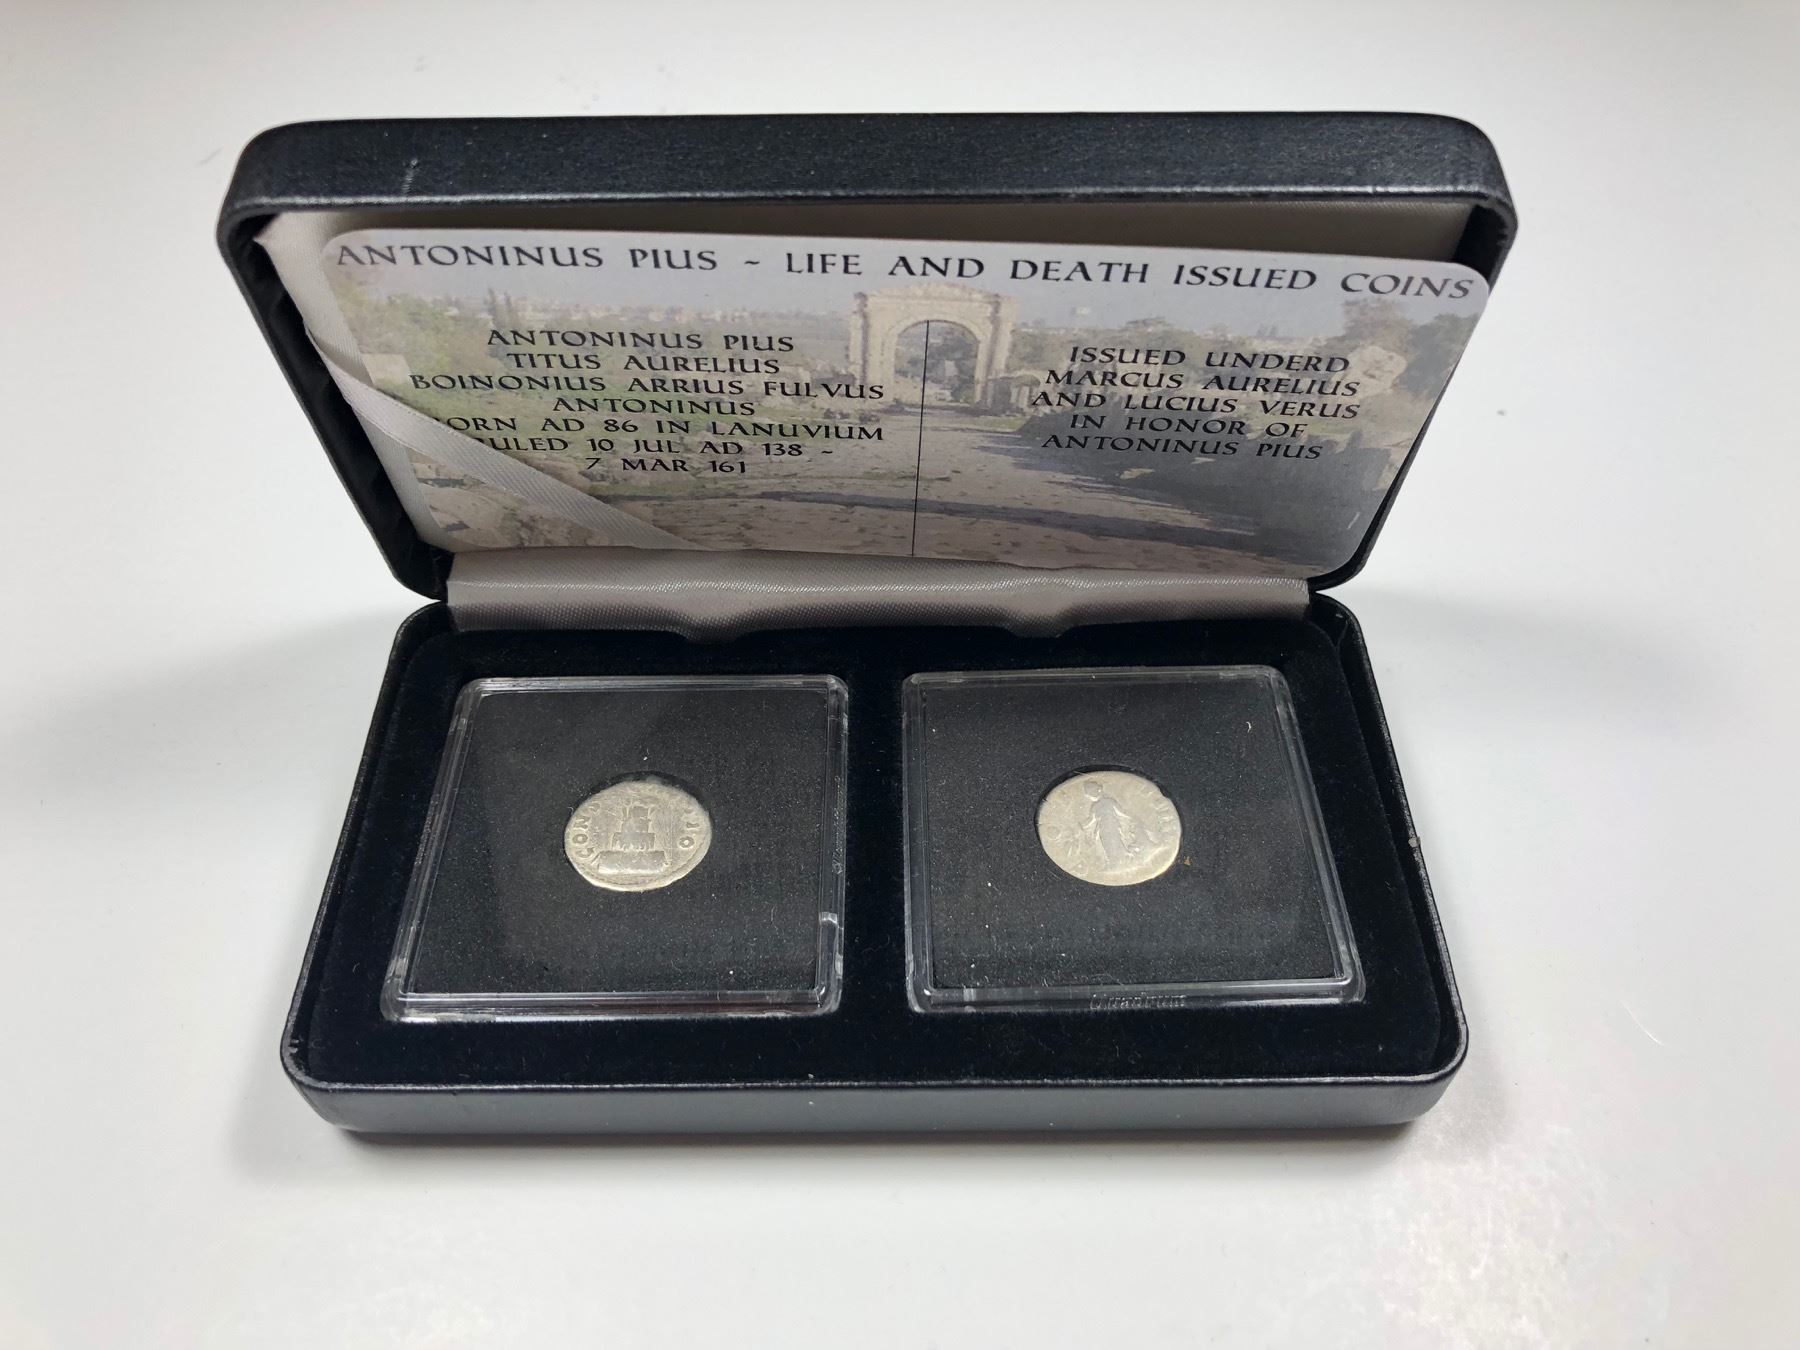 ANTONINUS PIUS ~ LIFE AND DEATH ISSUED COINS
ANTONINUS PIUS
TITUS AURELIUS
BOINONIUS ARRIUS FULVUS
ANTONINUS
ORN AD 86 IN LANUVIUM
ULED 10 JUL AD 138 ~
7 MAR 161
ISSUED UNDERD
MARCUS AURELIUS
AND LUCIUS VERUS
IN HONOR OF
ANTONINUS PIUS
Quadrum